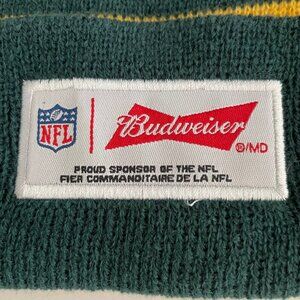 NFL
Budweiser
®/MD
PROUD SPONSOR OF THE NFL
FIER COMMANDITAIRE DE LA NFL